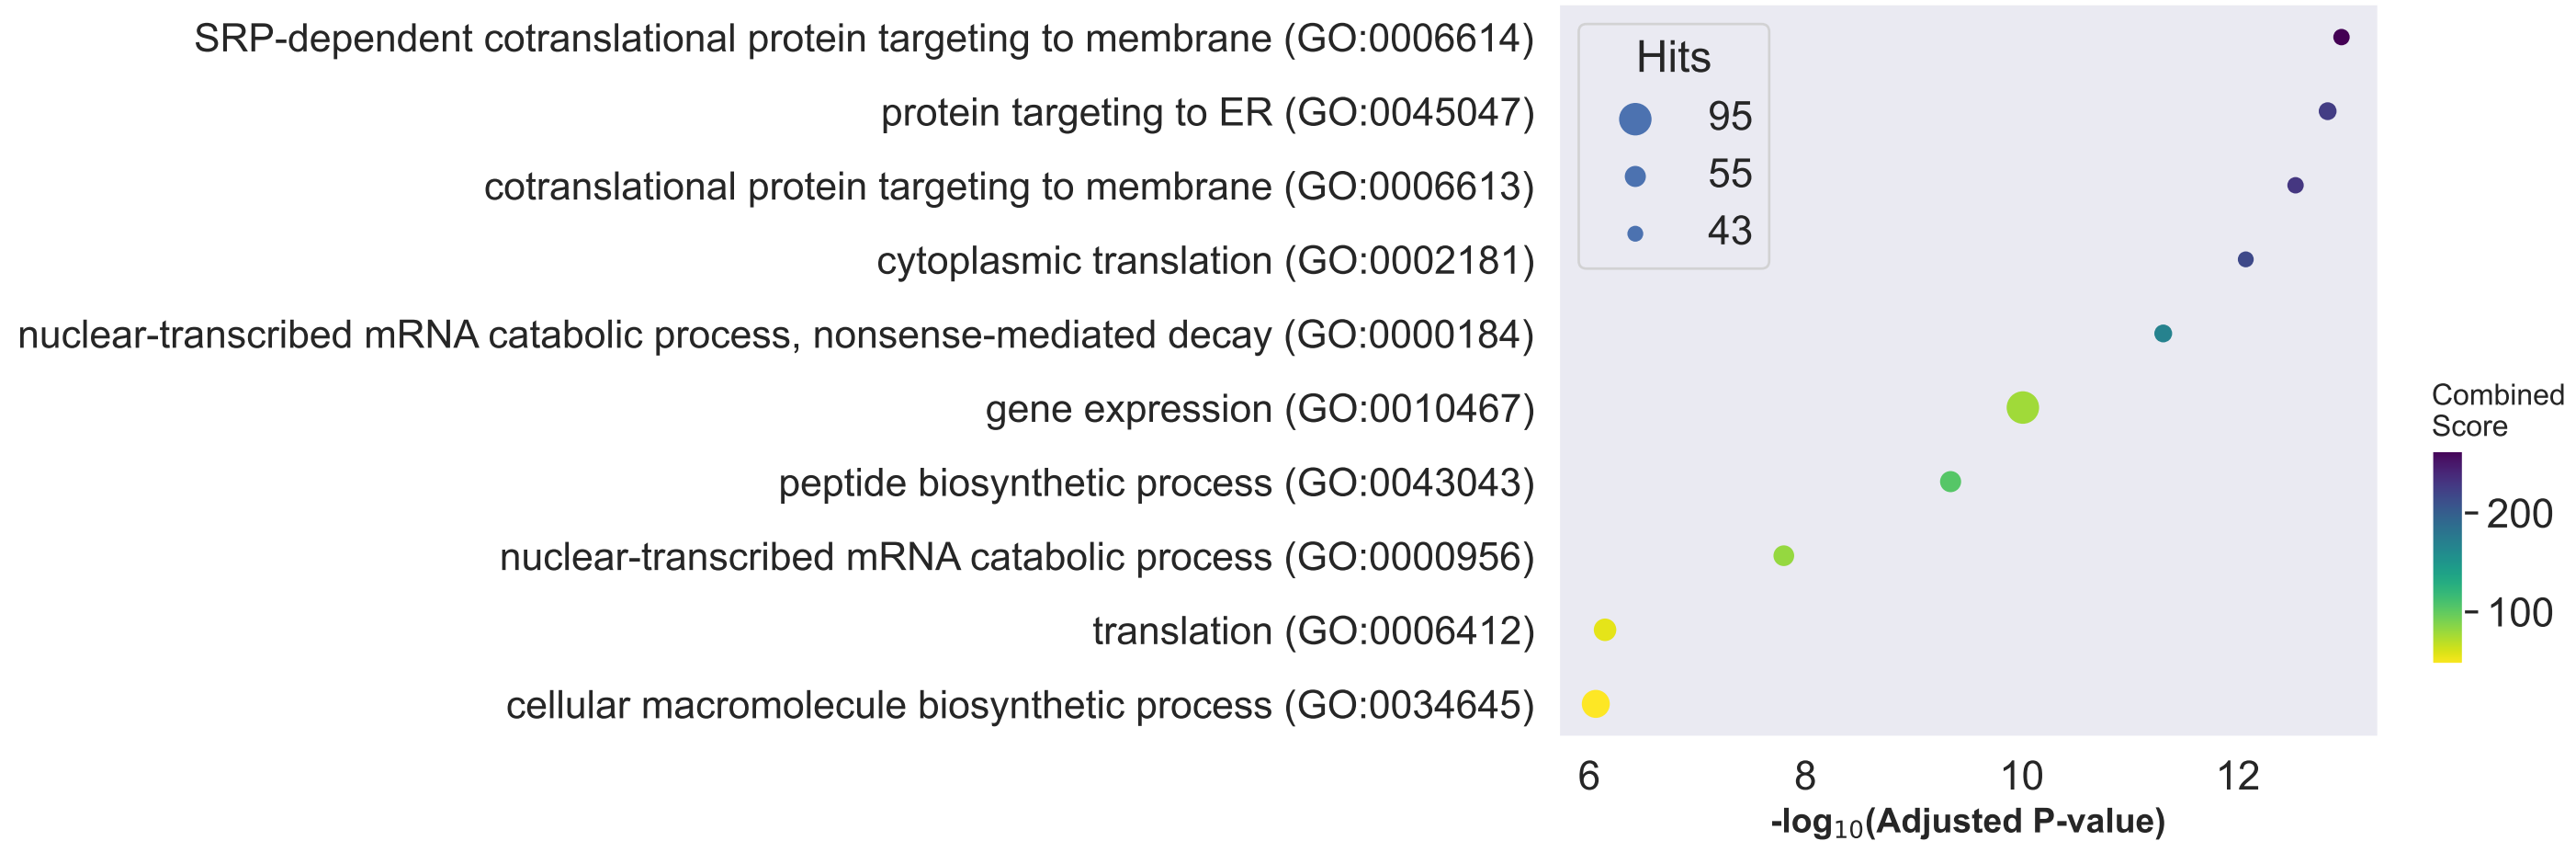 SRP-dependent cotranslational protein targeting to membrane (GO:0006614)
protein targeting to ER (GO:0045047)
cotranslational protein targeting to membrane (GO:0006613)
cytoplasmic translation (GO:0002181)
nuclear-transcribed mRNA catabolic process, nonsense-mediated decay (GO:0000184)
gene expression (GO:0010467)
peptide biosynthetic process (GO:0043043)
nuclear-transcribed mRNA catabolic process (GO:0000956)
translation (GO:0006412)
cellular macromolecule biosynthetic process (GO:0034645)
Hits
95
55
43
6 8 10 12
-log₁₀(Adjusted P-value)
Combined
Score
200
100